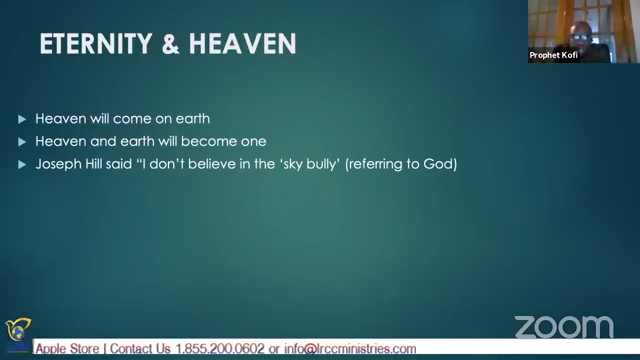 ETERNITY & HEAVEN
Prophet Kofi
Heaven will come on earth
Heaven and earth will become one
Joseph Hill said “I don’t believe in the ‘sky bully’ (referring to God)
zoom
Apple Store | Contact Us 1.855.200.0602 or info@lrccministries.com